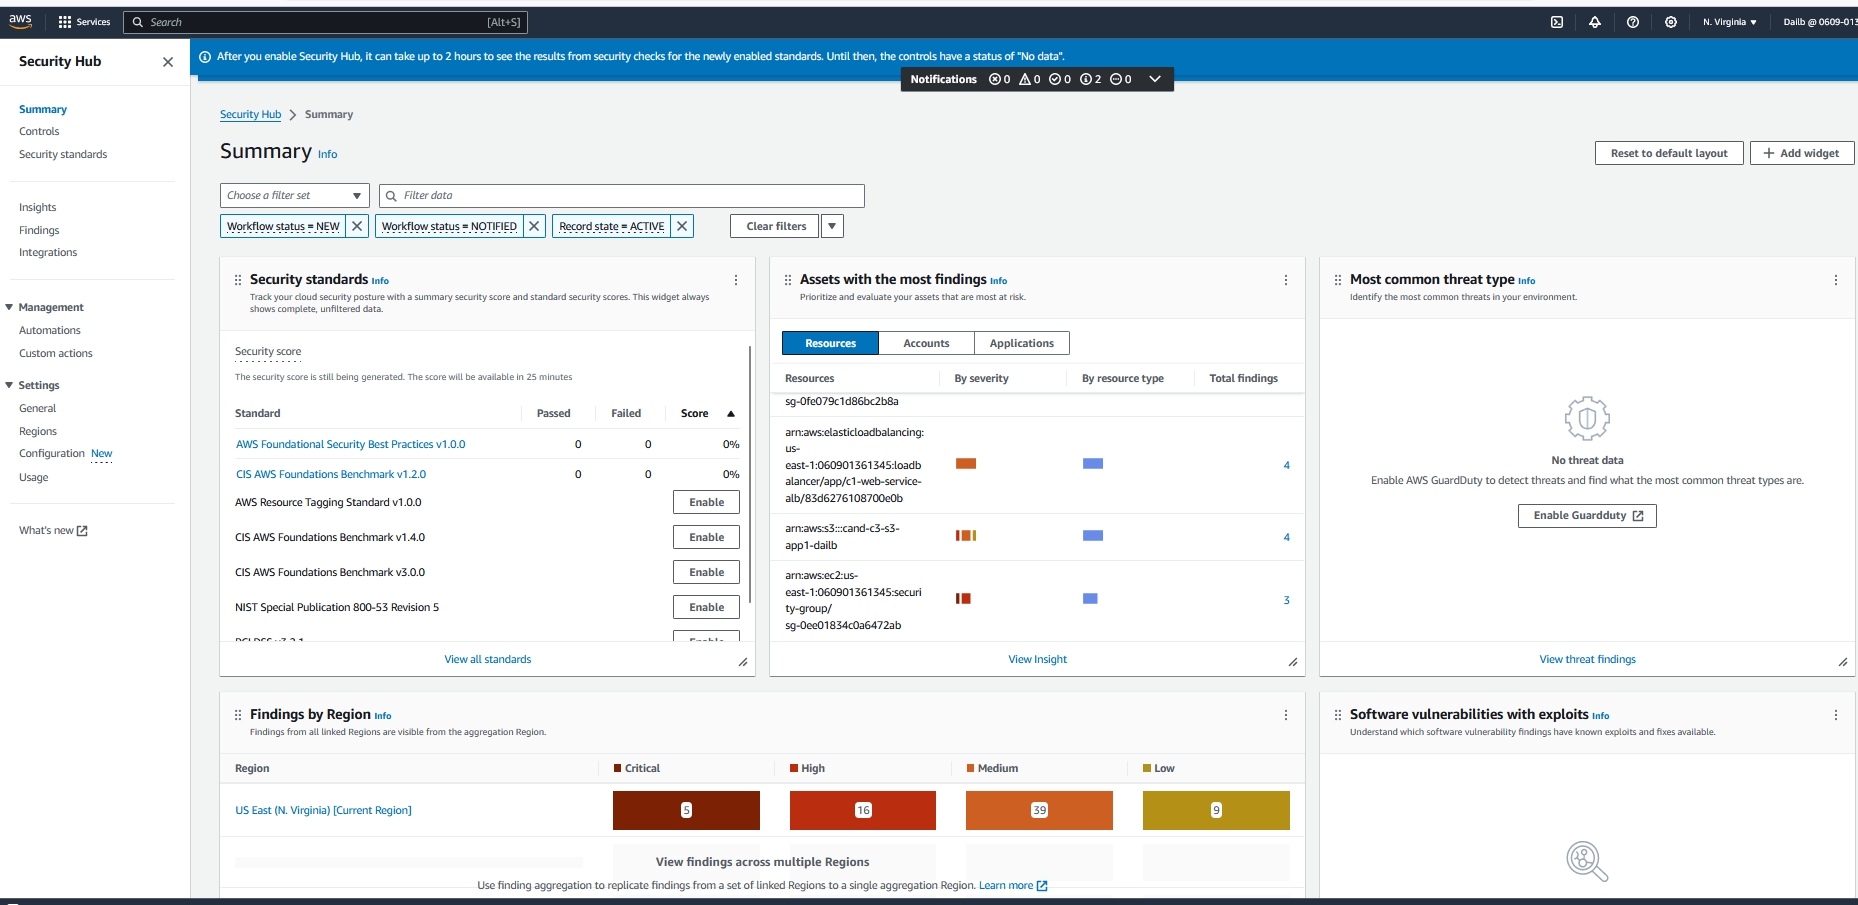 aws
Services
Search
[Alt+S]
N. Virginia
Dailb @ 0609-013
Security Hub
Summary
Controls
Security standards
Insights
Findings
Integrations
Management
Automations
Custom actions
Settings
General
Regions
Configuration New
Usage
What's new
After you enable Security Hub, it can take up to 2 hours to see the results from security checks for the newly enabled standards. Until then, the controls have a status of "No data".
Notifications 0 0 0 2 0
Security Hub Summary
Summary Info
Reset to default layout
Add widget
Choose a filter set
Filter data
Workflow status = NEW
Workflow status = NOTIFIED
Record state = ACTIVE
Clear filters
Security standards Info
Track your cloud security posture with a summary security score and standard security scores. This widget always
shows complete, unfiltered data.
Security score
The security score is still being generated. The score will be available in 25 minutes
Standard Passed Failed Score
AWS Foundational Security Best Practices v1.0.0 0 0 0%
CIS AWS Foundations Benchmark v1.2.0 0 0 0%
AWS Resource Tagging Standard v1.0.0 Enable
CIS AWS Foundations Benchmark v1.4.0 Enable
CIS AWS Foundations Benchmark v3.0.0 Enable
NIST Special Publication 800-53 Revision 5 Enable
PCI DSS v3.2.1 Enable
View all standards
Assets with the most findings Info
Prioritize and evaluate your assets that are most at risk.
Resources Accounts Applications
Resources By severity By resource type Total findings
sg-0fe079c1d86bc2b8a
arn:aws:elasticloadbalancing:
us-
east-1:060901361345:loadb
alancer/app/c1-web-service-
alb/83d6276108700e0b
4
arn:aws:s3:::cand-c3-s3-
app1-dailb
4
arn:aws:ec2:us-
east-1:060901361345:securi
ty-group/
sg-0ee01834c0a6472ab
3
View Insight
Most common threat type Info
Identify the most common threats in your environment.
No threat data
Enable AWS GuardDuty to detect threats and find what the most common threat types are.
Enable Guardduty
View threat findings
Findings by Region Info
Findings from all linked Regions are visible from the aggregation Region.
Region Critical High Medium Low
US East (N. Virginia) [Current Region] 5 16 39 9
View findings across multiple Regions
Use finding aggregation to replicate findings from a set of linked Regions to a single aggregation Region. Learn more
Software vulnerabilities with exploits Info
Understand which software vulnerability findings have known exploits and fixes available.